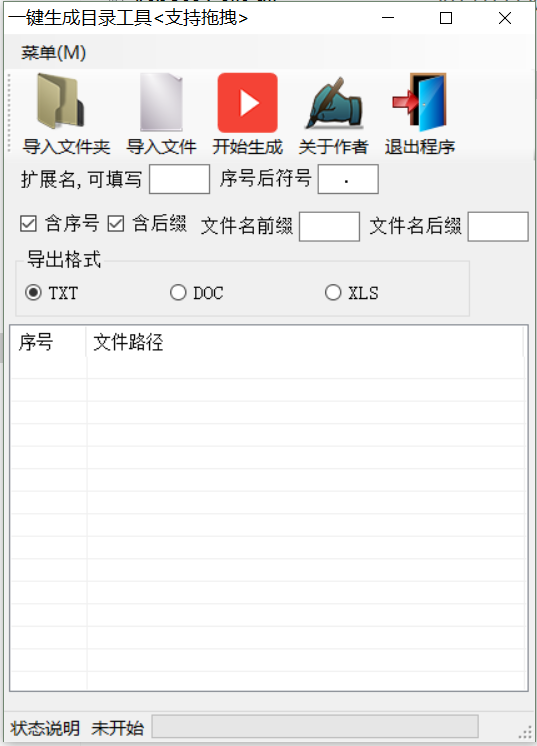 一键生成目录工具<支持拖拽>
菜单(M)
导入文件夹 导入文件 开始生成 关于作者 退出程序
扩展名,可填写 序号后符号 .
含序号 含后缀 文件名前缀 文件名后缀
导出格式
TXT DOC XLS
序号 文件路径
状态说明 未开始